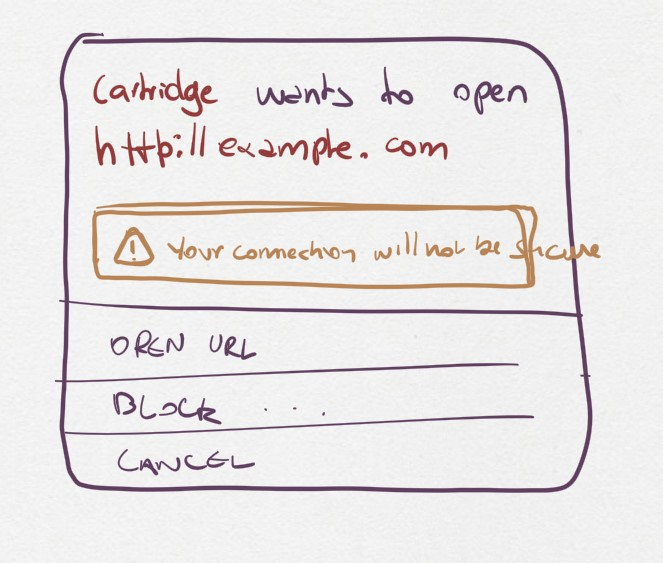 Cartridge wants to open
http://example.com
Your connection will not be secure
OPEN URL
BLOCK ...
CANCEL